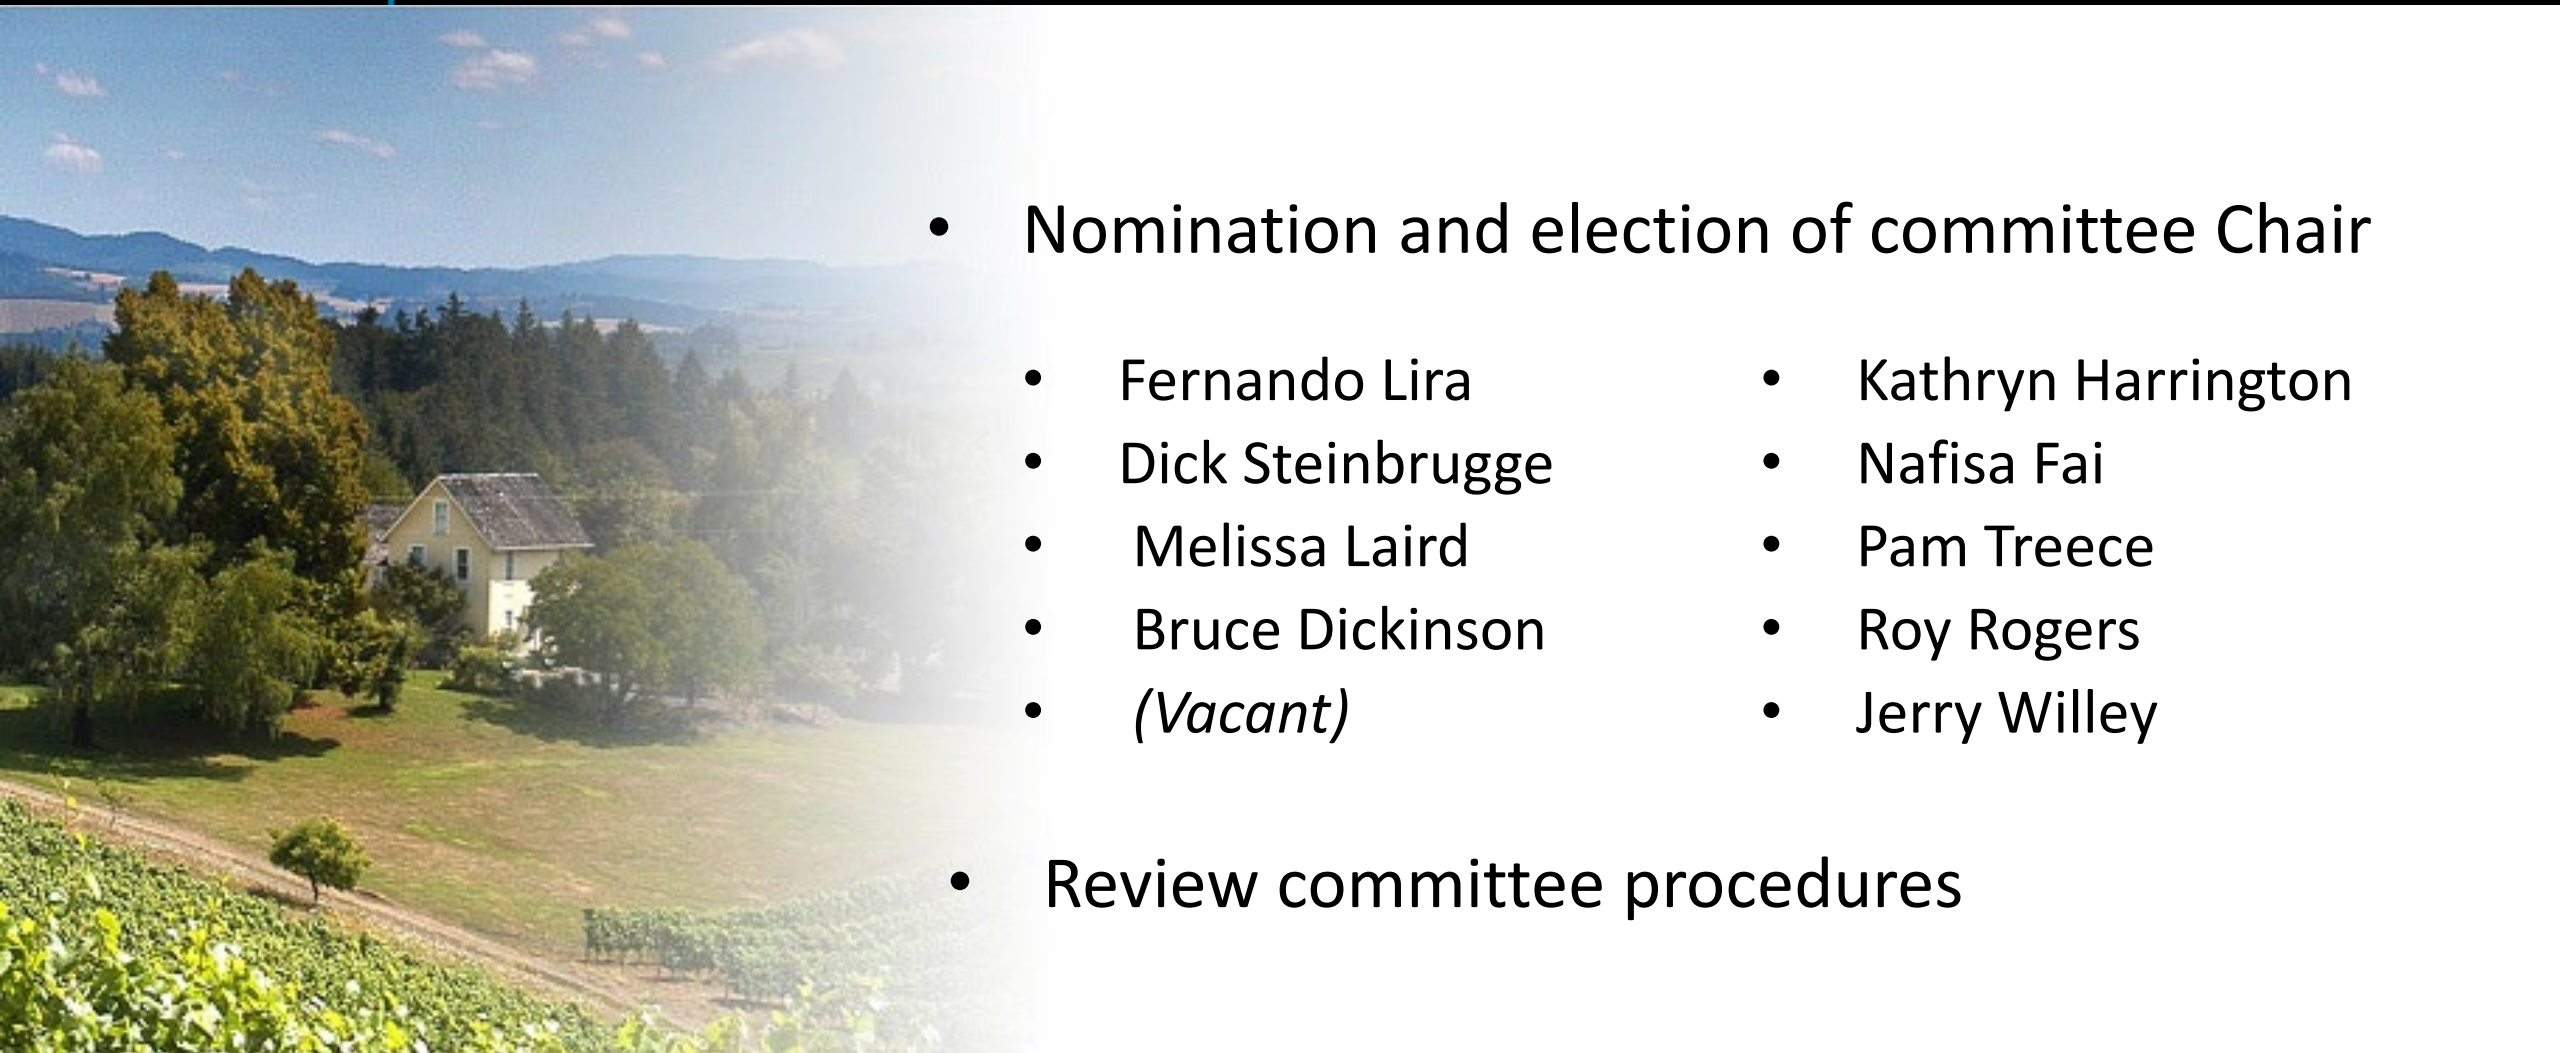 • Nomination and election of committee Chair
• Fernando Lira
• Dick Steinbrugge
• Melissa Laird
• Bruce Dickinson
• (Vacant)
• Kathryn Harrington
• Nafisa Fai
• Pam Treece
• Roy Rogers
• Jerry Willey
• Review committee procedures